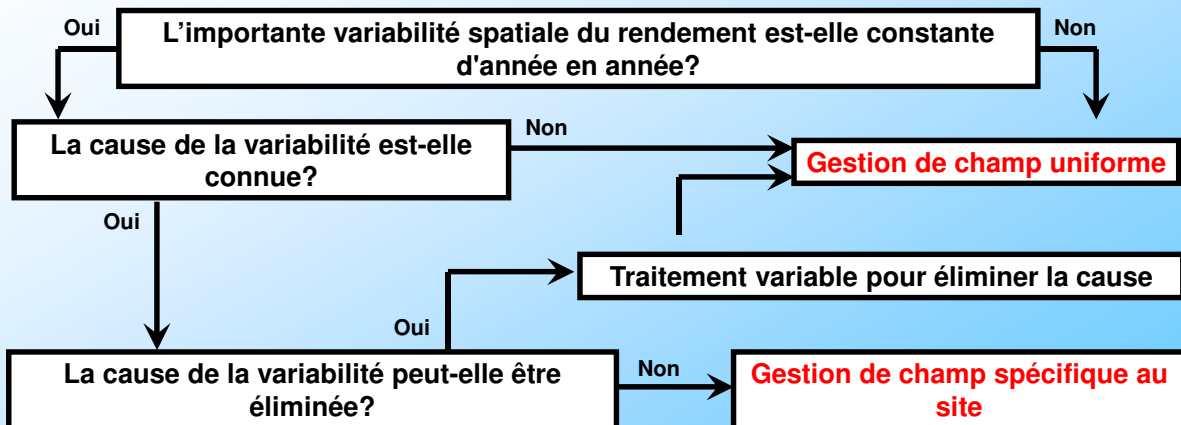 Oui
L'importante variabilité spatiale du rendement est-elle constante
d'année en année?
Non
La cause de la variabilité est-elle
connue?
Non
Gestion de champ uniforme
Oui
Traitement variable pour éliminer la cause
Oui
La cause de la variabilité peut-elle être
éliminée?
Non
Gestion de champ spécifique au
site